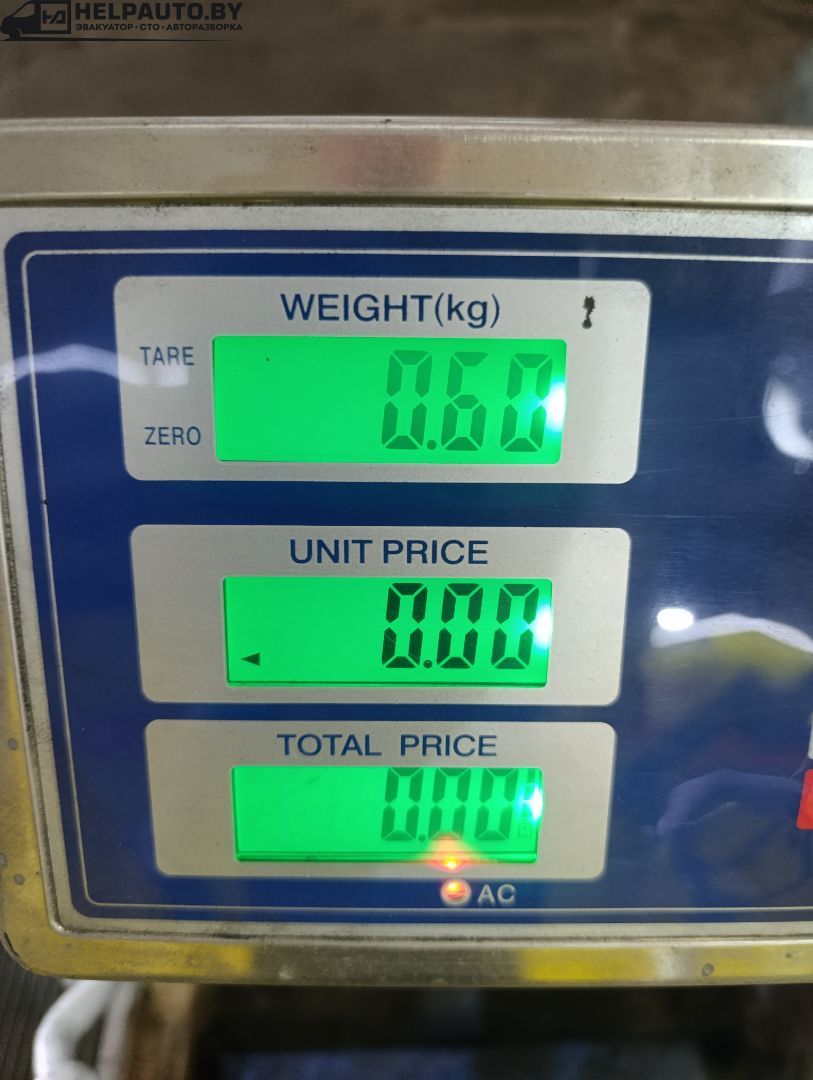 HELPAUTO.BY
ЭВАКУАТОР • СТО • АВТОРАЗБОРКА
WEIGHT(kg)
TARE
0.60
ZERO
UNIT PRICE
0.00
TOTAL PRICE
0.00
AC